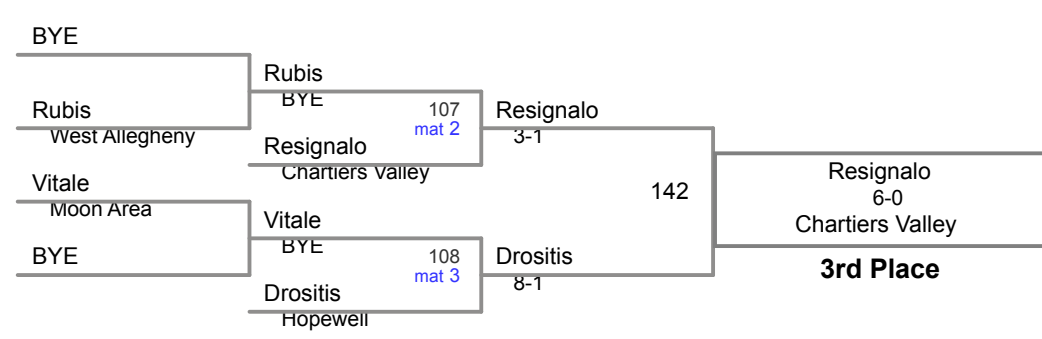 BYE
Rubis
West Allegheny
Vitale
Moon Area
BYE
Rubis
BYE
107
mat 2
Resignalo
Chartiers Valley
Vitale
BYE
108
mat 3
Drositis
Hopewell
Resignalo
3-1
142
Drositis
8-1
Resignalo
6-0
Chartiers Valley
3rd Place